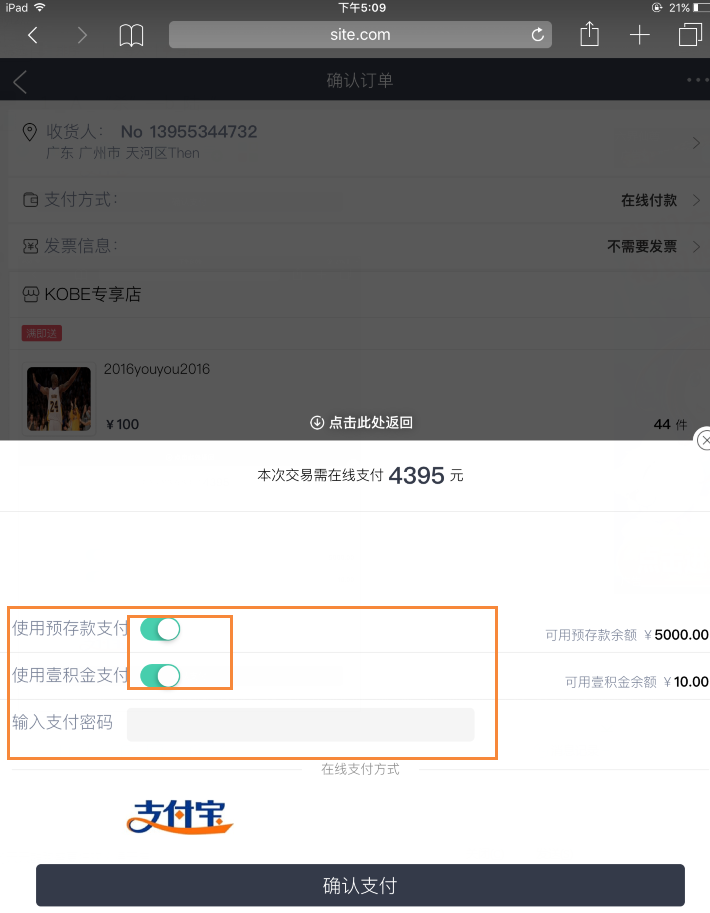 iPad 下午5:09 21%
site.com
确认订单
收货人： No 13955344732
广东 广州市 天河区Then
支付方式： 在线付款
发票信息： 不需要发票
KOBE专享店
满即送
2016youyou2016
24
¥100 44 件
点击此处返回
本次交易需在线支付 4395 元
使用预存款支付 可用预存款余额 ¥5000.00
使用壹积金支付 可用壹积金余额 ¥10.00
输入支付密码
在线支付方式
支付宝
确认支付